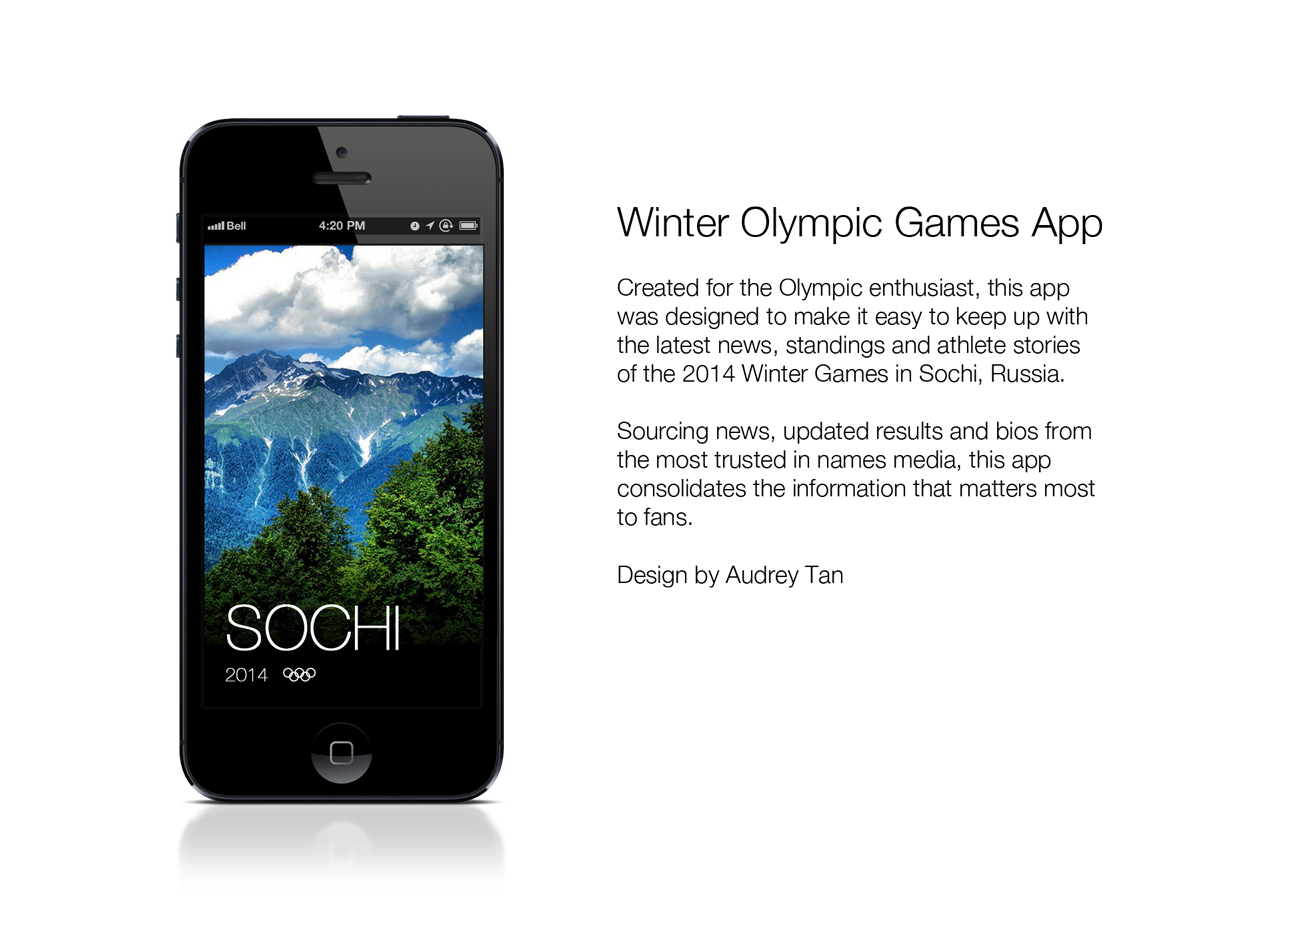 Bell 4:20 PM
SOCHI
2014
Winter Olympic Games App
Created for the Olympic enthusiast, this app
was designed to make it easy to keep up with
the latest news, standings and athlete stories
of the 2014 Winter Games in Sochi, Russia.
Sourcing news, updated results and bios from
the most trusted in names media, this app
consolidates the information that matters most
to fans.
Design by Audrey Tan